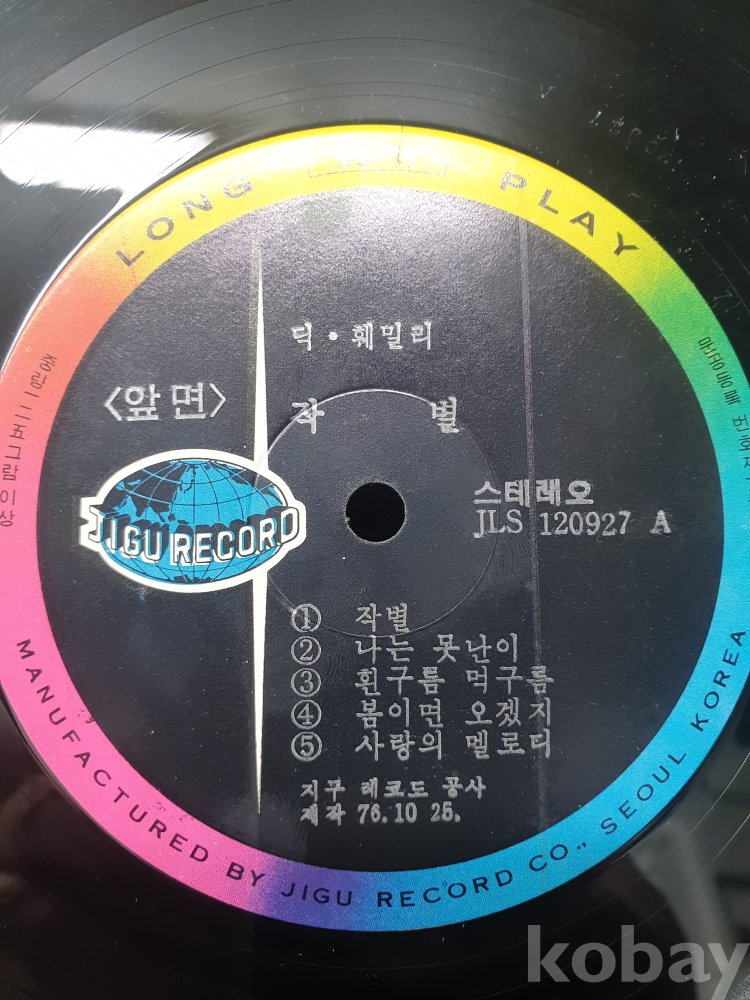 LONG PLAY
딕·훼밀리
<앞면>
작 별
스테레오
JLS 120927 A
JIGU RECORD
① 작별
② 나는 못난이
③ 흰구름 먹구름
④ 봄이면 오겠지
⑤ 사랑의 멜로디
지구 레코드 공사
제작 76.10 25.
MANUFACTURED BY JIGU RECORD CO., SEOUL KOREA
kobay